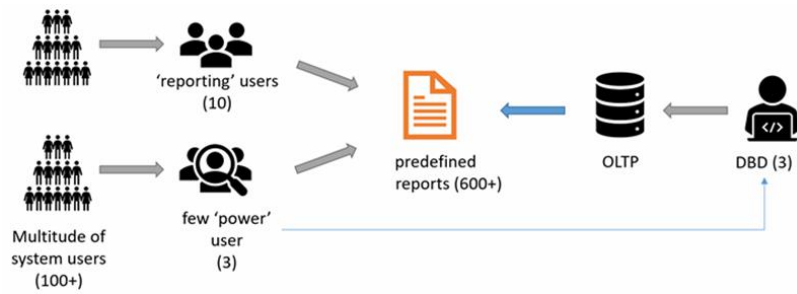 'reporting' users
(10)
few 'power'
user
(3)
Multitude of
system users
(100+)
predefined
reports (600+)
OLTP
</>
DBD (3)